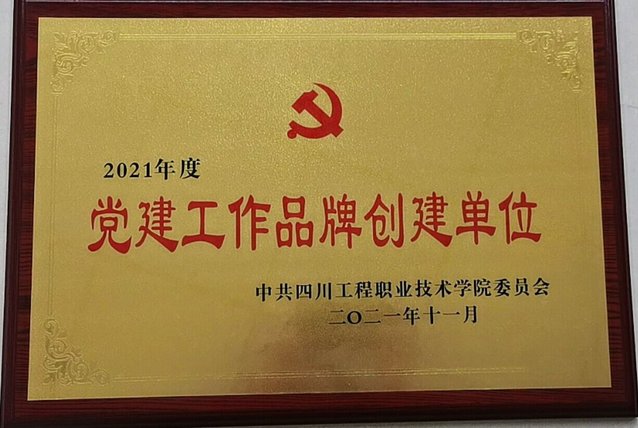 2021年度
党建工作品牌创建单位
中共四川工程职业技术学院委员会
二〇二一年十一月